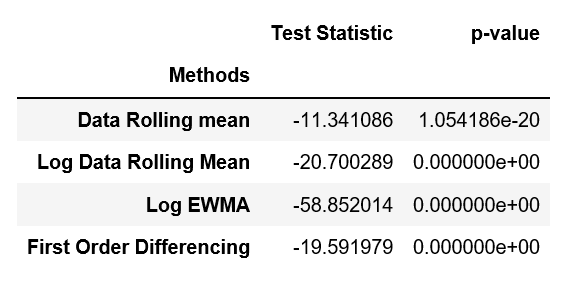 Test Statistic p-value
Methods
Data Rolling mean -11.341086 1.054186e-20
Log Data Rolling Mean -20.700289 0.000000e+00
Log EWMA -58.852014 0.000000e+00
First Order Differencing -19.591979 0.000000e+00